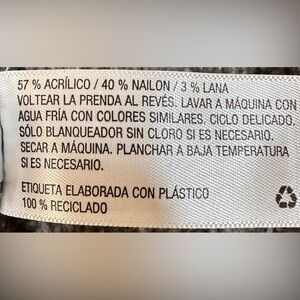 57 % ACRÍLICO / 40 % NAILON / 3 % LANA
VOLTEAR LA PRENDA AL REVÉS. LAVAR A MÁQUINA CON
AGUA FRÍA CON COLORES SIMILARES. CICLO DELICADO.
SÓLO BLANQUEADOR SIN CLORO SI ES NECESARIO.
SECAR A MÁQUINA. PLANCHAR A BAJA TEMPERATURA
SI ES NECESARIO.
ETIQUETA ELABORADA CON PLÁSTICO
100 % RECICLADO